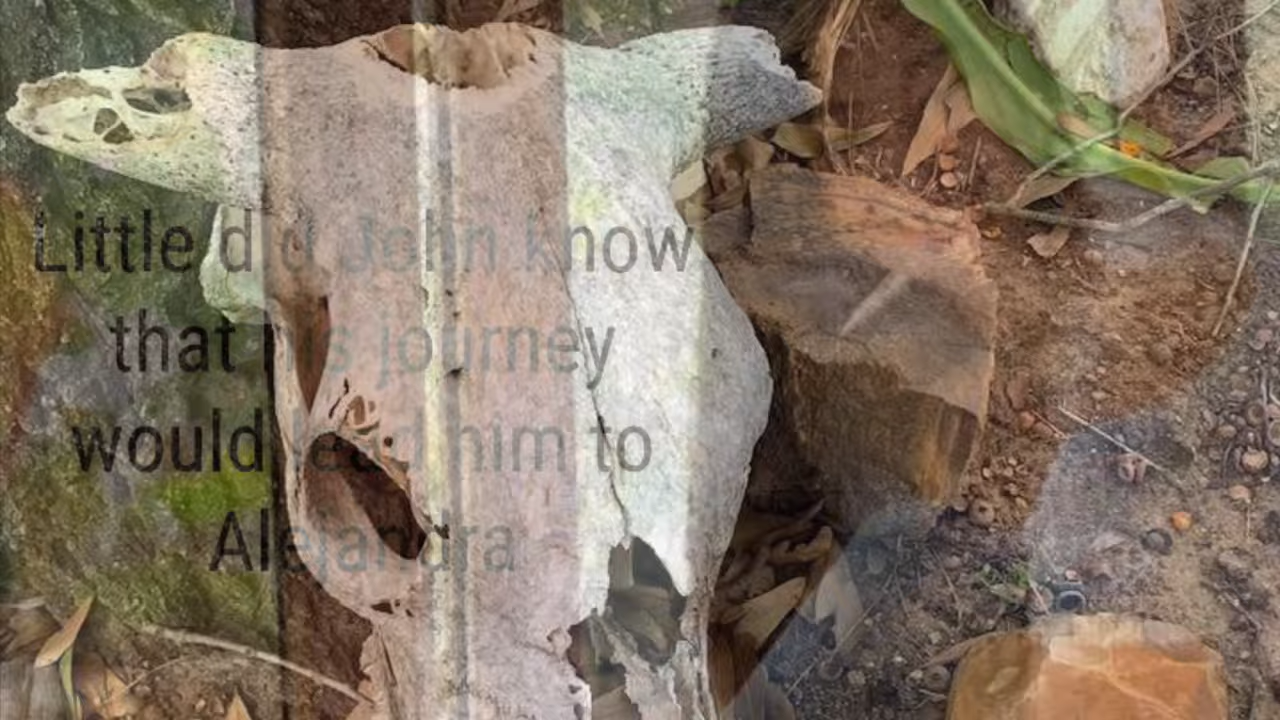 Little did John know
that his journey
would lead him to
Alejandra